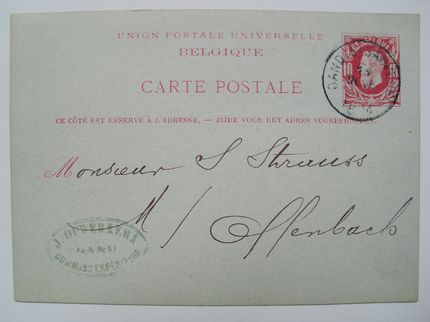 UNION POSTALE UNIVERSELLE
BELGIQUE
CARTE POSTALE
GAND
CE CÔTÉ EST RÉSERVÉ A L'ADRESSE. — ZIJDE VOOR HET ADRES VOORBEHOUDEN.
Monsieur S Strauss
M/ Offenbach
GAND